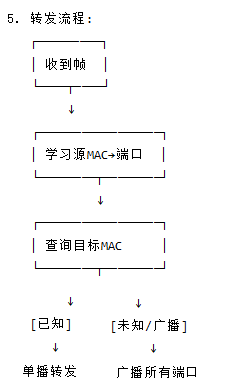 5. 转发流程:
收到帧
↓
学习源MAC→端口
↓
查询目标MAC
↓ ↓
[已知] [未知/广播]
↓ ↓
单播转发 广播所有端口